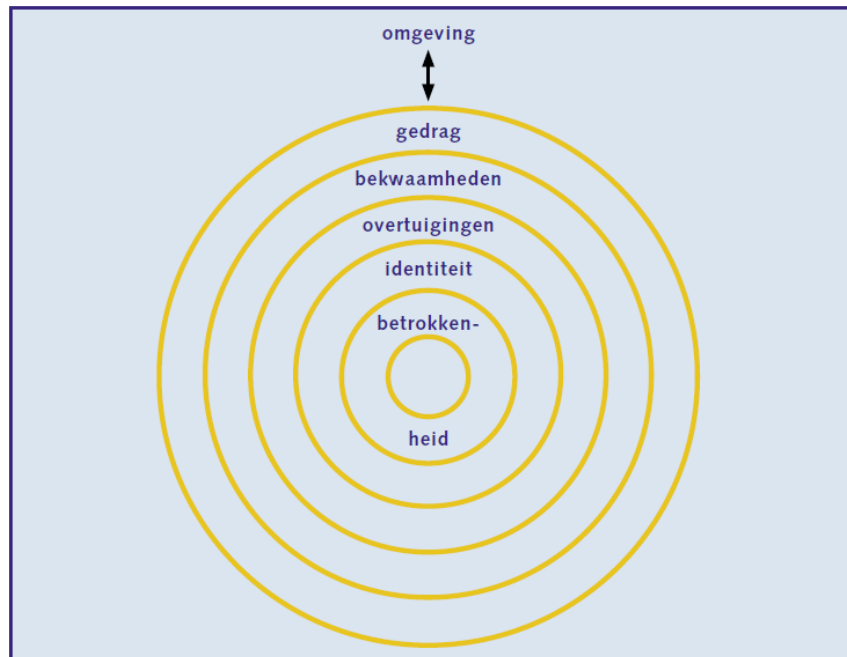 omgeving
gedrag
bekwaamheden
overtuigingen
identiteit
betrokken-
heid